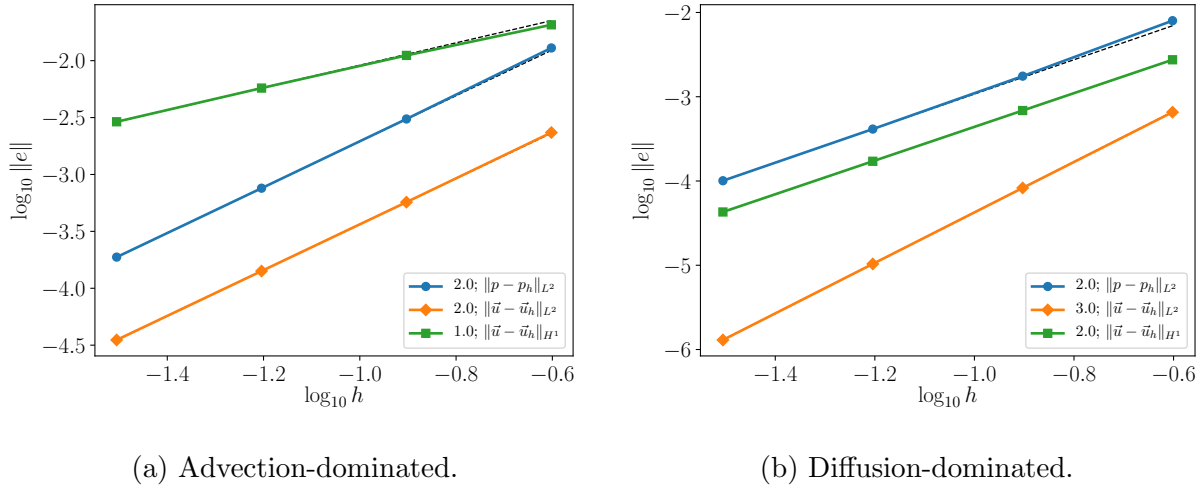 −2.0
−2.5
−3.0
−3.5
−4.0
−4.5
log₁₀ ‖e‖
−1.4
−1.2
−1.0
−0.8
−0.6
log₁₀ h
2.0; ‖p − pₕ‖_{L²}
2.0; ‖u⃗ − u⃗ₕ‖_{L²}
1.0; ‖u⃗ − u⃗ₕ‖_{H¹}
(a) Advection-dominated.
−2
−3
−4
−5
−6
log₁₀ ‖e‖
−1.4
−1.2
−1.0
−0.8
−0.6
log₁₀ h
2.0; ‖p − pₕ‖_{L²}
3.0; ‖u⃗ − u⃗ₕ‖_{L²}
2.0; ‖u⃗ − u⃗ₕ‖_{H¹}
(b) Diffusion-dominated.